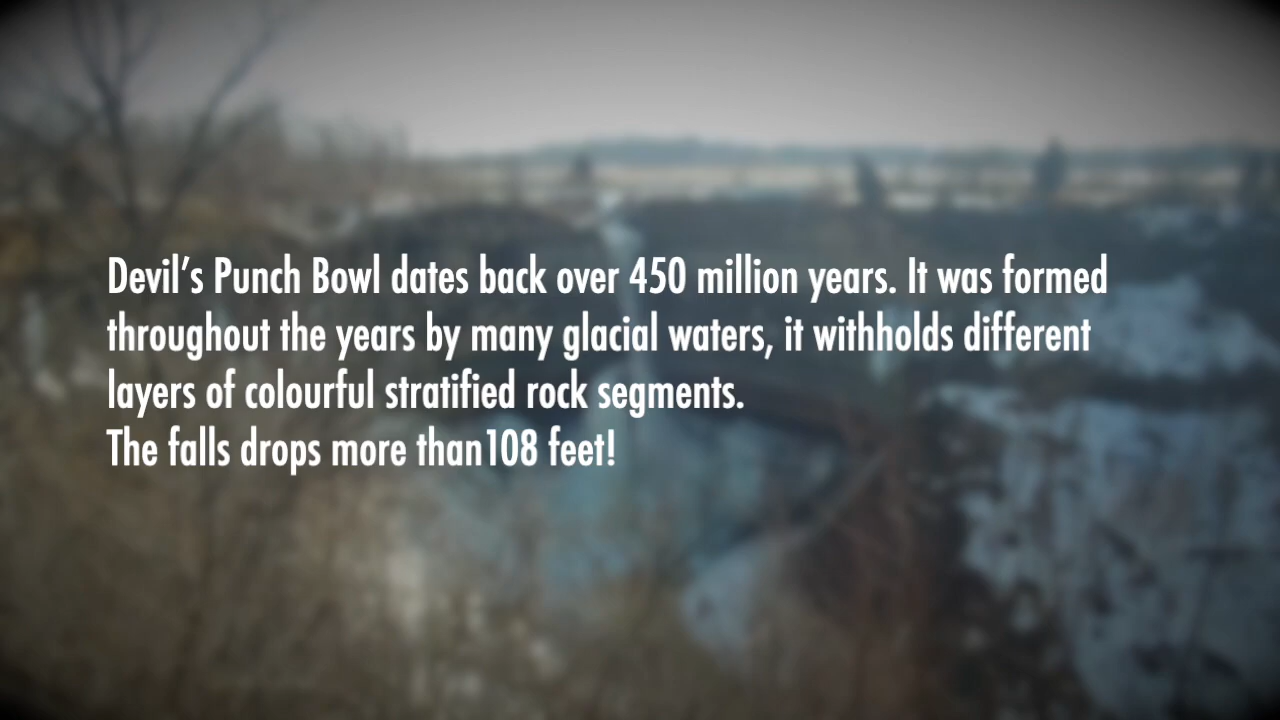 Devil’s Punch Bowl dates back over 450 million years. It was formed
throughout the years by many glacial waters, it withholds different
layers of colourful stratified rock segments.
The falls drops more than108 feet!